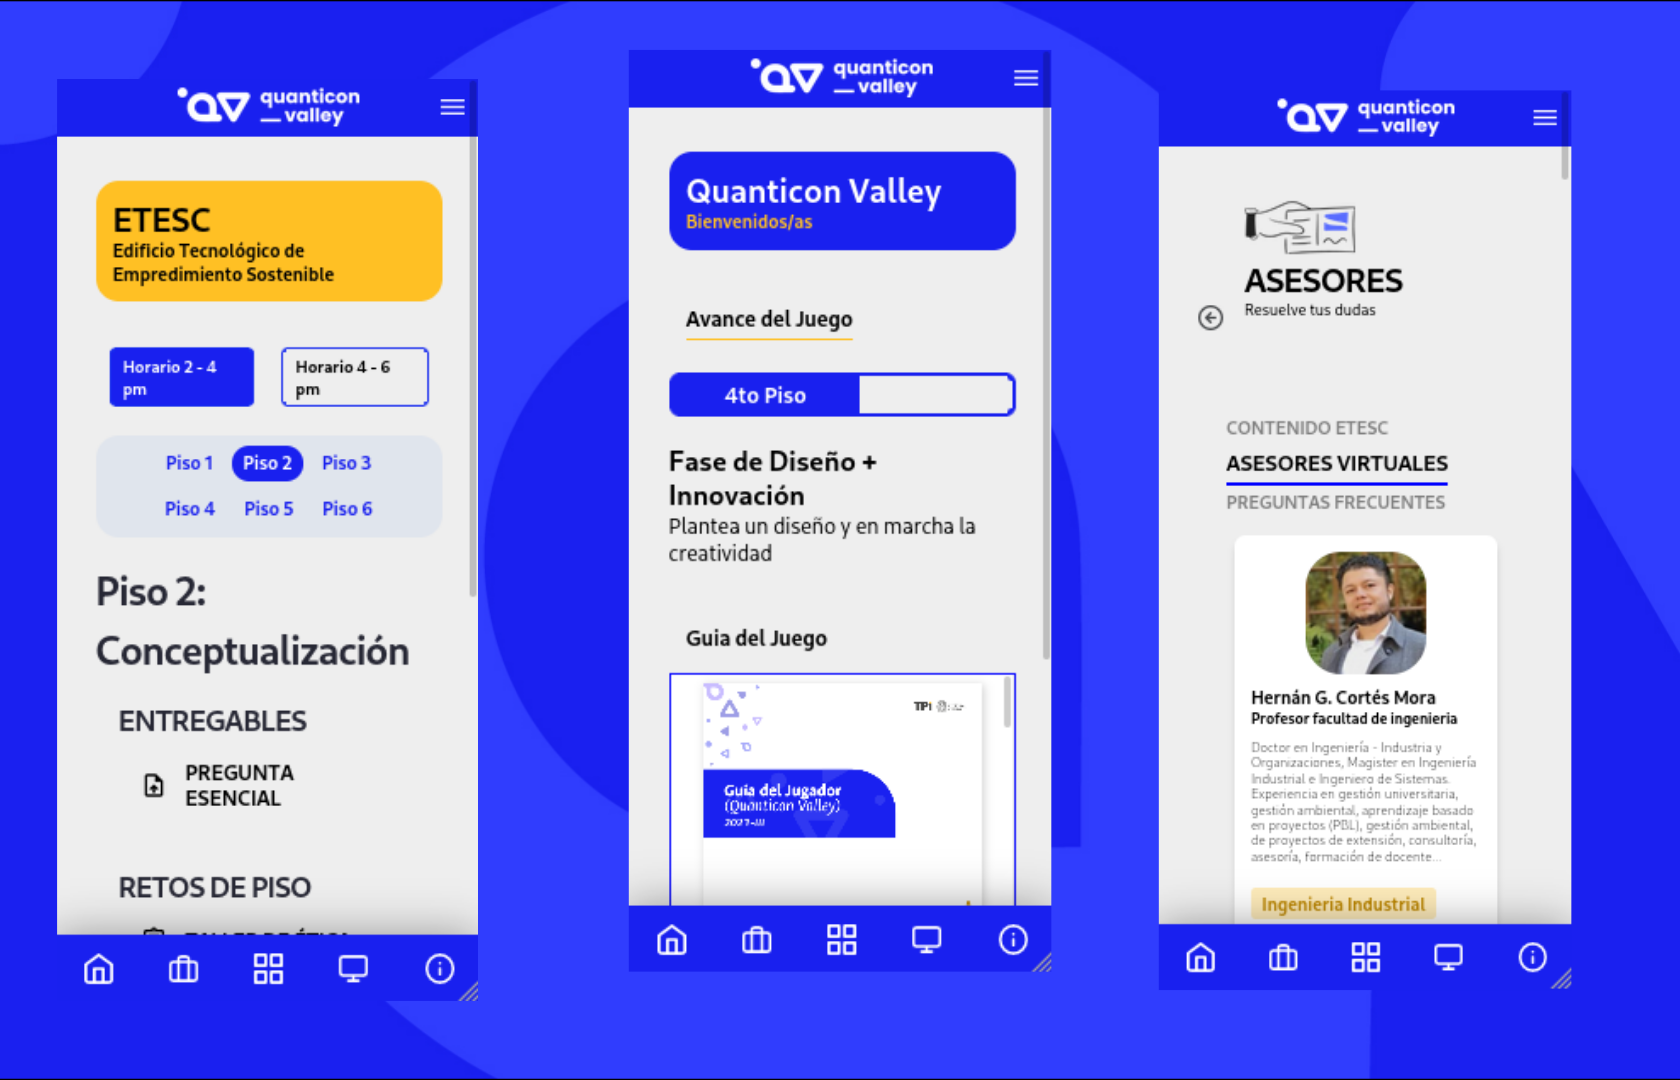 quanticon
valley
ETESC
Edificio Tecnológico de
Empredimiento Sostenible
Horario 2 - 4
pm
Horario 4 - 6
pm
Piso 1 Piso 2 Piso 3
Piso 4 Piso 5 Piso 6
Piso 2:
Conceptualización
ENTREGABLES
PREGUNTA
ESENCIAL
RETOS DE PISO
quanticon
valley
Quanticon Valley
Bienvenidos/as
Avance del Juego
4to Piso
Fase de Diseño +
Innovación
Plantea un diseño y en marcha la
creatividad
Guia del Juego
TPI
Guía del Jugador
(Quanticon Valley)
quanticon
valley
ASESORES
Resuelve tus dudas
CONTENIDO ETESC
ASESORES VIRTUALES
PREGUNTAS FRECUENTES
Hernán G. Cortés Mora
Profesor facultad de ingenieria
Doctor en Ingeniería - Industria y
Organizaciones, Magister en Ingeniería
Industrial e Ingeniero de Sistemas.
Experiencia en gestión universitaria,
gestión ambiental, aprendizaje basado
en proyectos (PBL), gestión ambiental,
de proyectos de extensión, consultoría,
asesoría, formación de docente...
Ingenieria Industrial